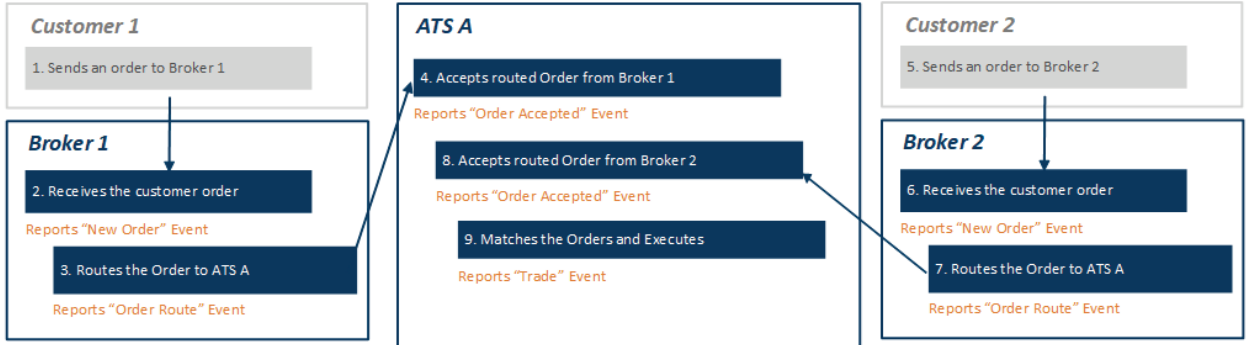 Customer 1
1. Sends an order to Broker 1
Broker 1
2. Receives the customer order
Reports "New Order" Event
3. Routes the Order to ATS A
Reports "Order Route" Event
ATS A
4. Accepts routed Order from Broker 1
Reports "Order Accepted" Event
8. Accepts routed Order from Broker 2
Reports "Order Accepted" Event
9. Matches the Orders and Executes
Reports "Trade" Event
Customer 2
5. Sends an order to Broker 2
Broker 2
6. Receives the customer order
Reports "New Order" Event
7. Routes the Order to ATS A
Reports "Order Route" Event